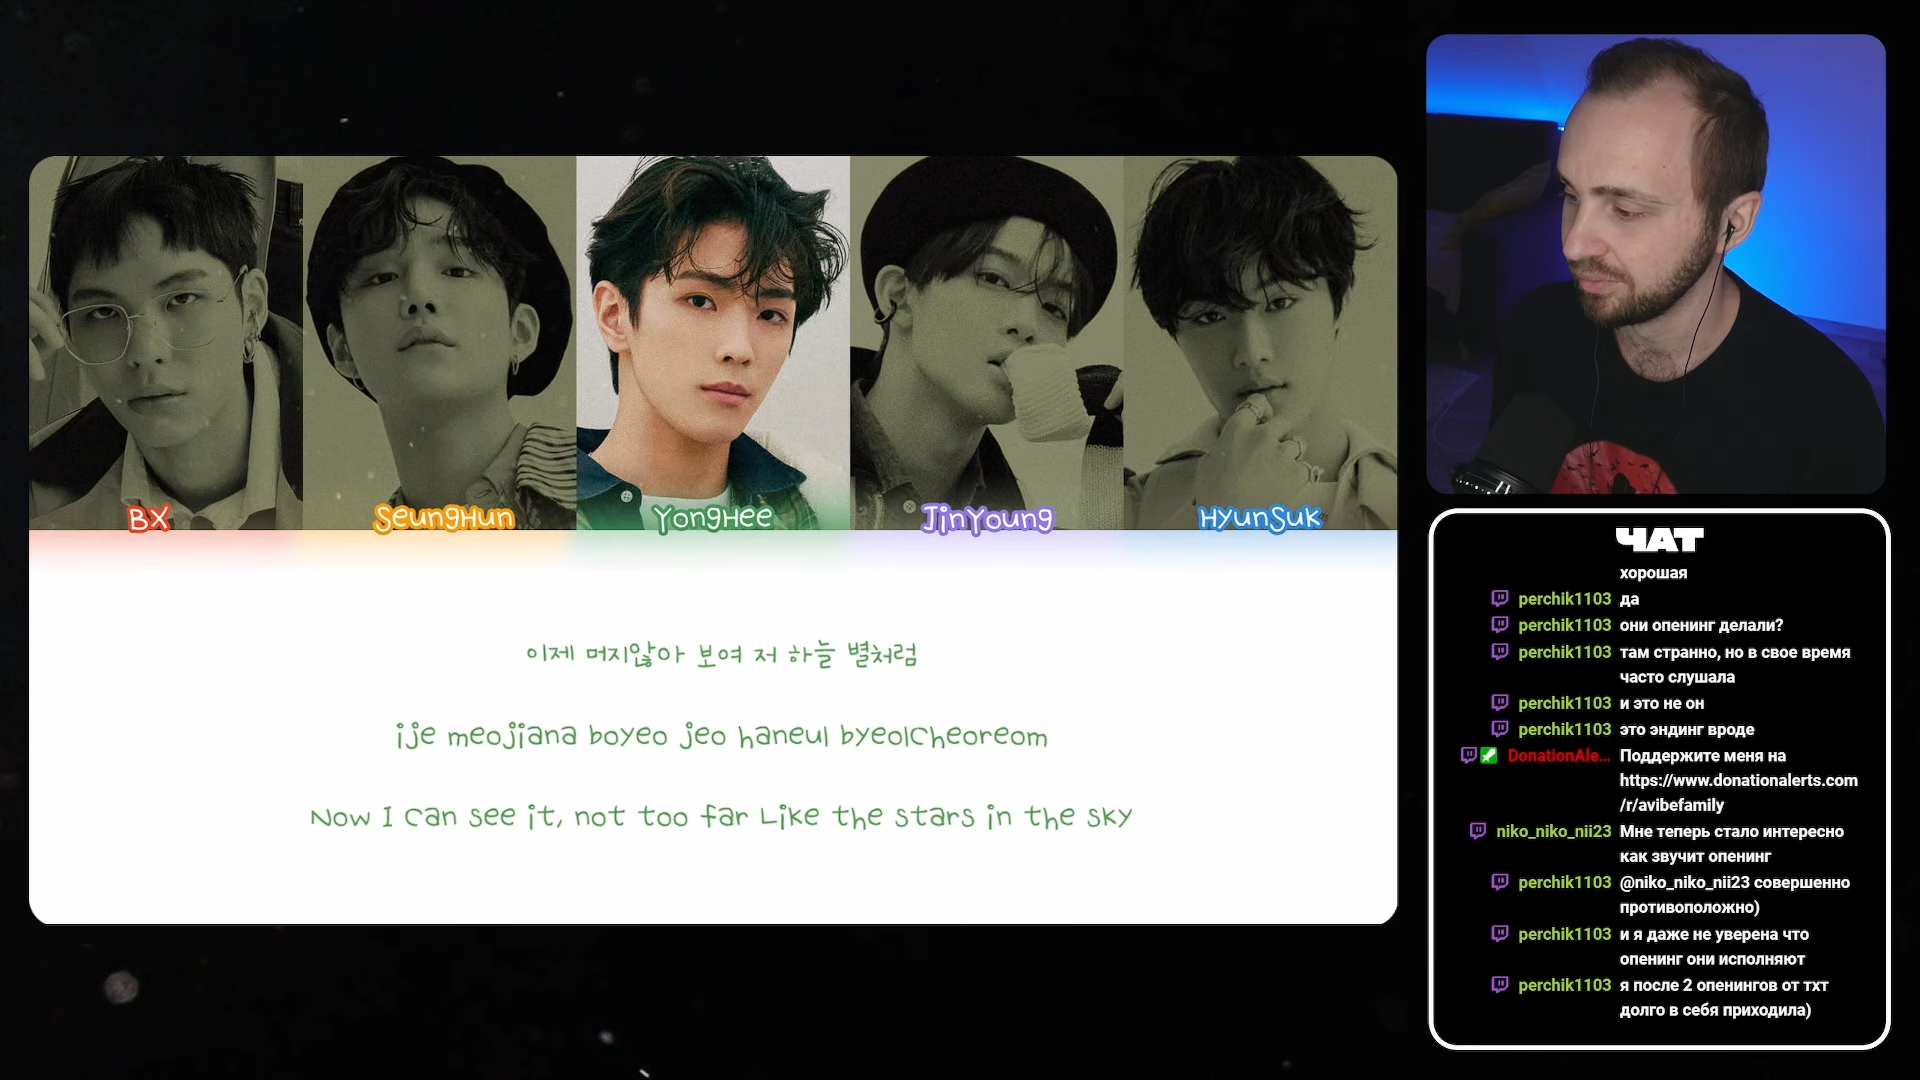 BX
SeungHun
YongHee
JinYoung
HyunSuk
이제 머지않아 보여 저 하늘 별처럼
ije meojiana boyeo jeo haneul byeolcheoreom
Now I can see it, not too far Like the stars in the sky
ЧАТ
хорошая
perchik1103 да
perchik1103 они опенинг делали?
perchik1103 там странно, но в свое время
часто слушала
perchik1103 и это не он
perchik1103 это эндинг вроде
DonationAle... Поддержите меня на
https://www.donationalerts.com
/r/avibefamily
niko_niko_nii23 Мне теперь стало интересно
как звучит опенинг
perchik1103 @niko_niko_nii23 совершенно
противоположно)
perchik1103 и я даже не уверена что
опенинг они исполняют
perchik1103 я после 2 опенингов от тхт
долго в себя приходила)